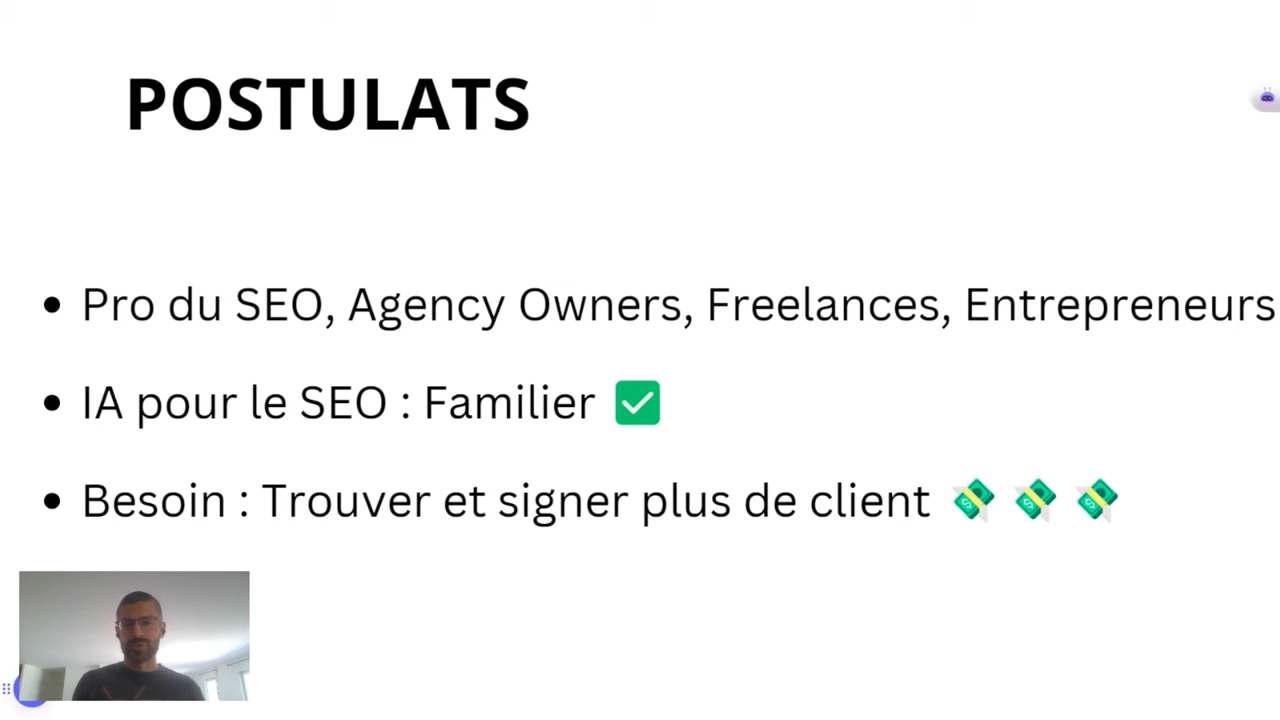 POSTULATS
• Pro du SEO, Agency Owners, Freelances, Entrepreneurs
• IA pour le SEO : Familier ✅
• Besoin : Trouver et signer plus de client 💸 💸 💸